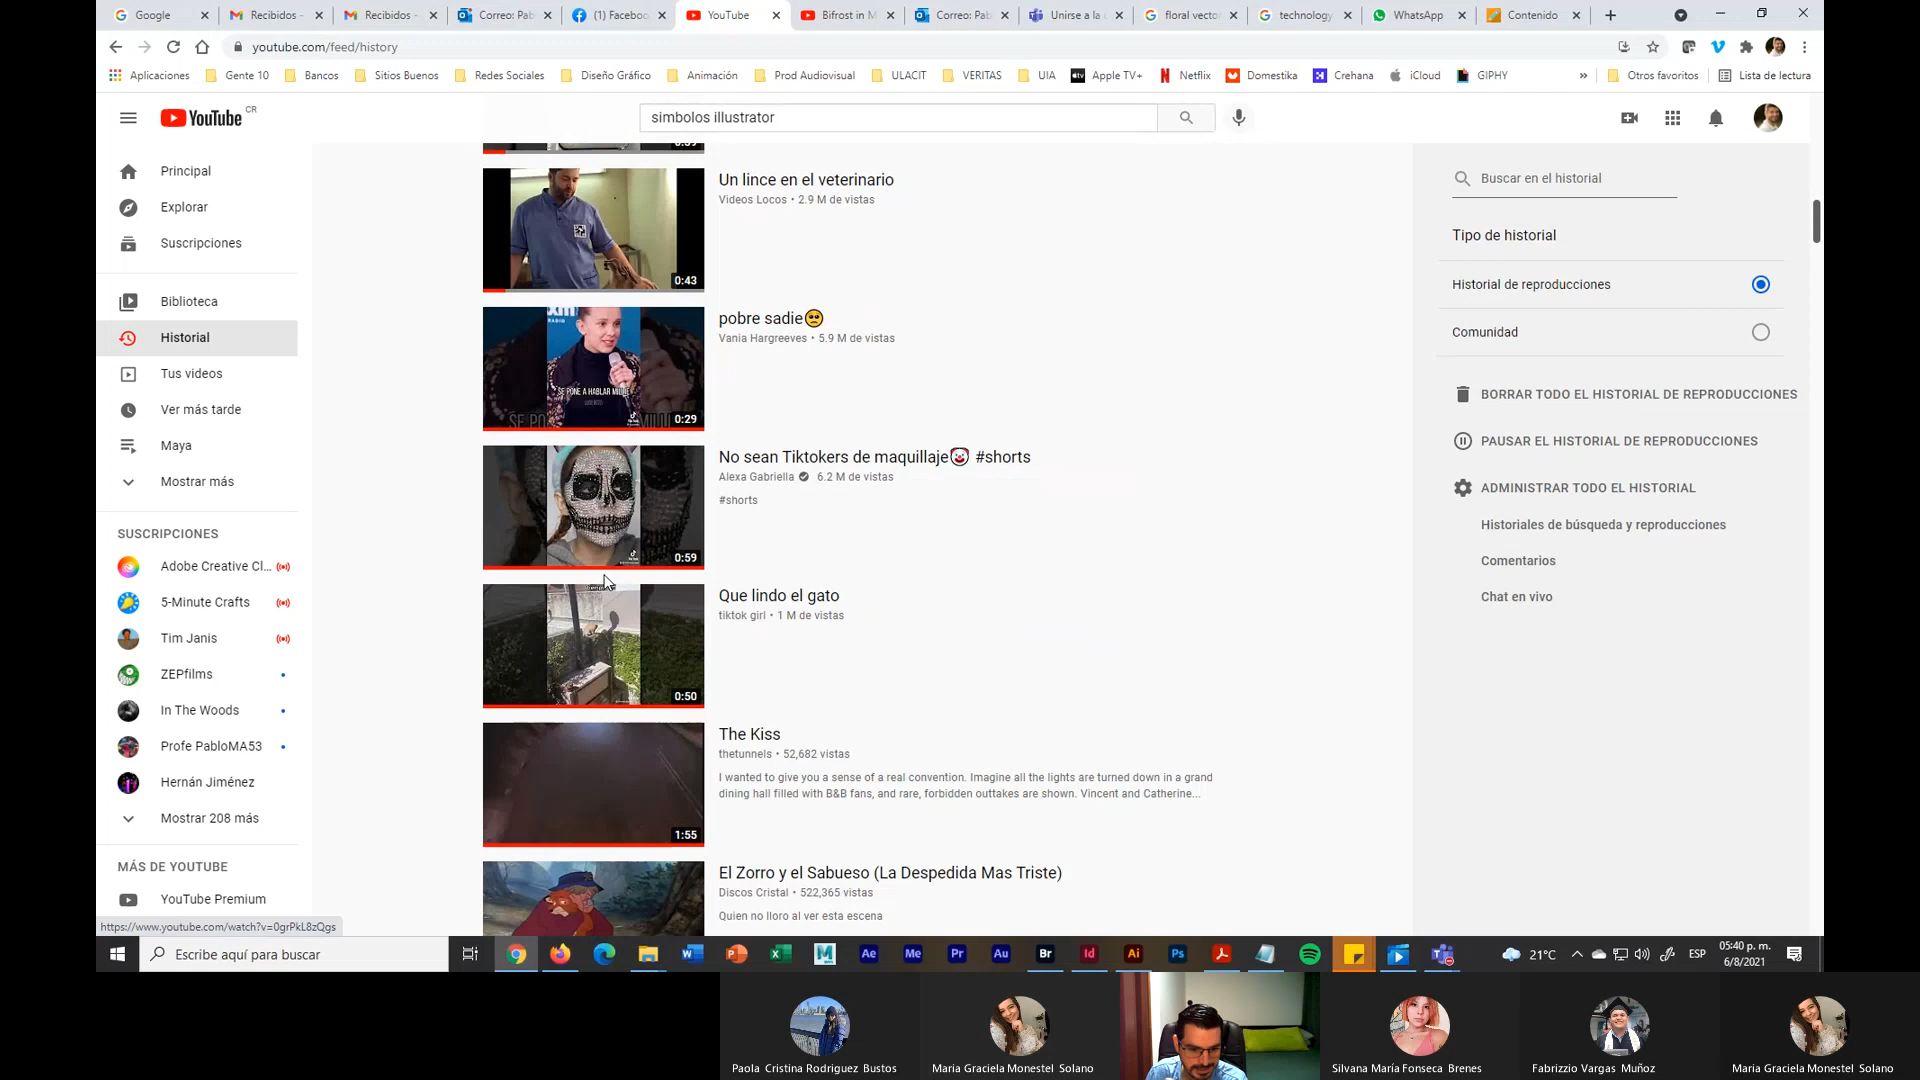 Google
Recibidos -
Recibidos -
Correo: Pab
(1) Faceboo
YouTube
Bifrost in M
Correo: Pab
Unirse a la
floral vector
technology
WhatsApp
Contenido
youtube.com/feed/history
Aplicaciones
Gente 10
Bancos
Sitios Buenos
Redes Sociales
Diseño Gráfico
Animación
Prod Audiovisual
ULACIT
VERITAS
UIA
Apple TV+
Netflix
Domestika
Crehana
iCloud
GIPHY
»
Otros favoritos
Lista de lectura
YouTube CR
simbolos illustrator
Principal
Explorar
Suscripciones
Biblioteca
Historial
Tus videos
Ver más tarde
Maya
Mostrar más
SUSCRIPCIONES
Adobe Creative Cl...
5-Minute Crafts
Tim Janis
ZEPfilms
In The Woods
Profe PabloMA53
Hernán Jiménez
Mostrar 208 más
MÁS DE YOUTUBE
YouTube Premium
https://www.youtube.com/watch?v=0grPkL8zQgs
Un lince en el veterinario
Videos Locos • 2.9 M de vistas
0:43
pobre sadie🥺
Vania Hargreeves • 5.9 M de vistas
SE PONE A HABLAR MILLIE
0:29
No sean Tiktokers de maquillaje🤡 #shorts
Alexa Gabriella 6.2 M de vistas
#shorts
0:59
Que lindo el gato
tiktok girl • 1 M de vistas
0:50
The Kiss
thetunnels • 52,682 vistas
I wanted to give you a sense of a real convention. Imagine all the lights are turned down in a grand
dining hall filled with B&B fans, and rare, forbidden outtakes are shown. Vincent and Catherine...
1:55
El Zorro y el Sabueso (La Despedida Mas Triste)
Discos Cristal • 522,365 vistas
Quien no lloro al ver esta escena
Buscar en el historial
Tipo de historial
Historial de reproducciones
Comunidad
BORRAR TODO EL HISTORIAL DE REPRODUCCIONES
PAUSAR EL HISTORIAL DE REPRODUCCIONES
ADMINISTRAR TODO EL HISTORIAL
Historiales de búsqueda y reproducciones
Comentarios
Chat en vivo
Escribe aquí para buscar
Ae
Me
Pr
Au
Br
Id
Ai
Ps
21°C
ESP
05:40 p. m.
6/8/2021
Paola Cristina Rodriguez Bustos
Maria Graciela Monestel Solano
Silvana María Fonseca Brenes
Fabrizzio Vargas Muñoz
Maria Graciela Monestel Solano